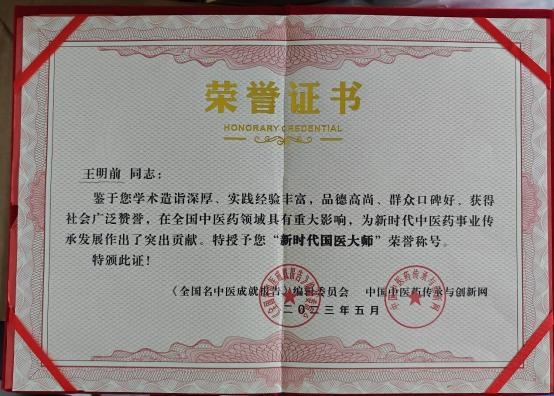 荣誉证书
HONORARY CREDENTIAL
王明前 同志：
鉴于您学术造诣深厚、实践经验丰富，品德高尚、群众口碑好、获得
社会广泛赞誉，在全国中医药领域具有重大影响，为新时代中医药事业传
承发展作出了突出贡献。特授予您“新时代国医大师”荣誉称号。
特颁此证！
《全国名中医成就报告》编辑委员会 中国中医药传承与创新网
二〇二三年五月